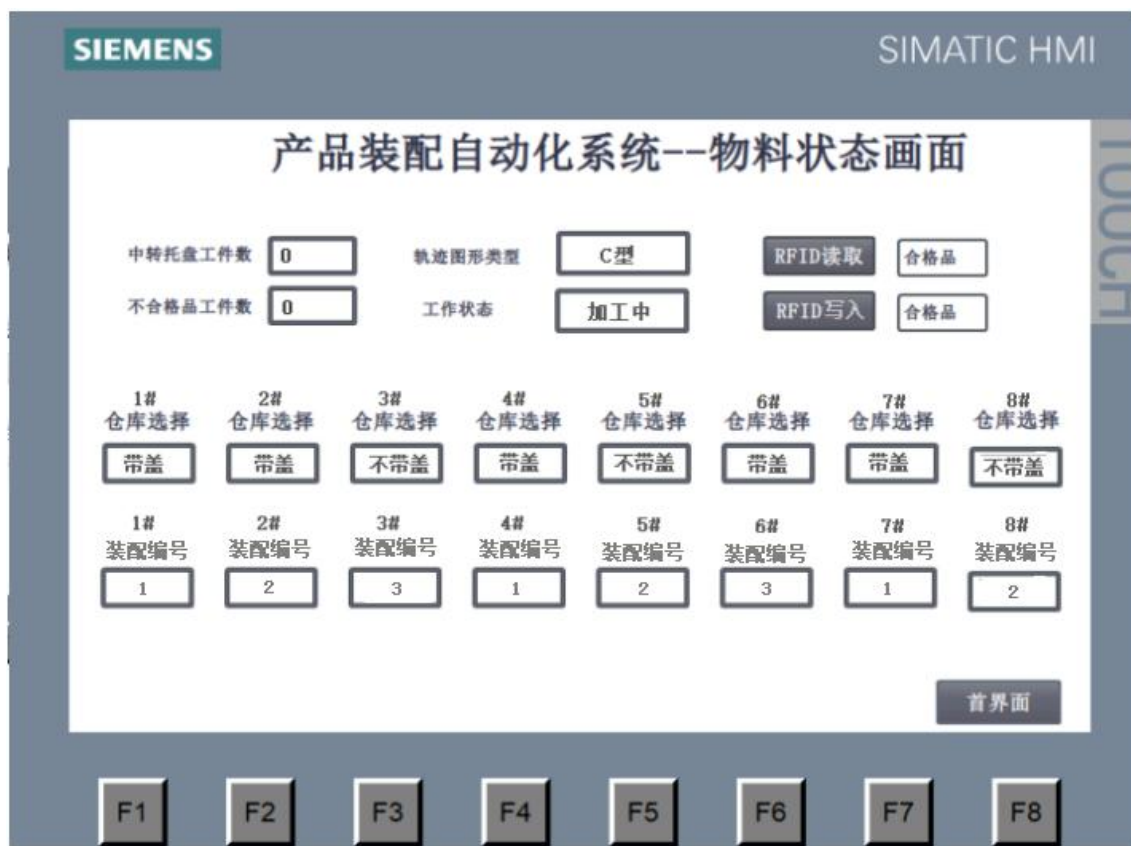 SIEMENS
SIMATIC HMI
TOUCH
产品装配自动化系统--物料状态画面
中转托盘工件数 0 轨迹图形类型 C型 RFID读取 合格品
不合格品工件数 0 工作状态 加工中 RFID写入 合格品
1# 2# 3# 4# 5# 6# 7# 8#
仓库选择 仓库选择 仓库选择 仓库选择 仓库选择 仓库选择 仓库选择 仓库选择
带盖 带盖 不带盖 带盖 不带盖 带盖 带盖 不带盖
1# 2# 3# 4# 5# 6# 7# 8#
装配编号 装配编号 装配编号 装配编号 装配编号 装配编号 装配编号 装配编号
1 2 3 1 2 3 1 2
首界面
F1 F2 F3 F4 F5 F6 F7 F8